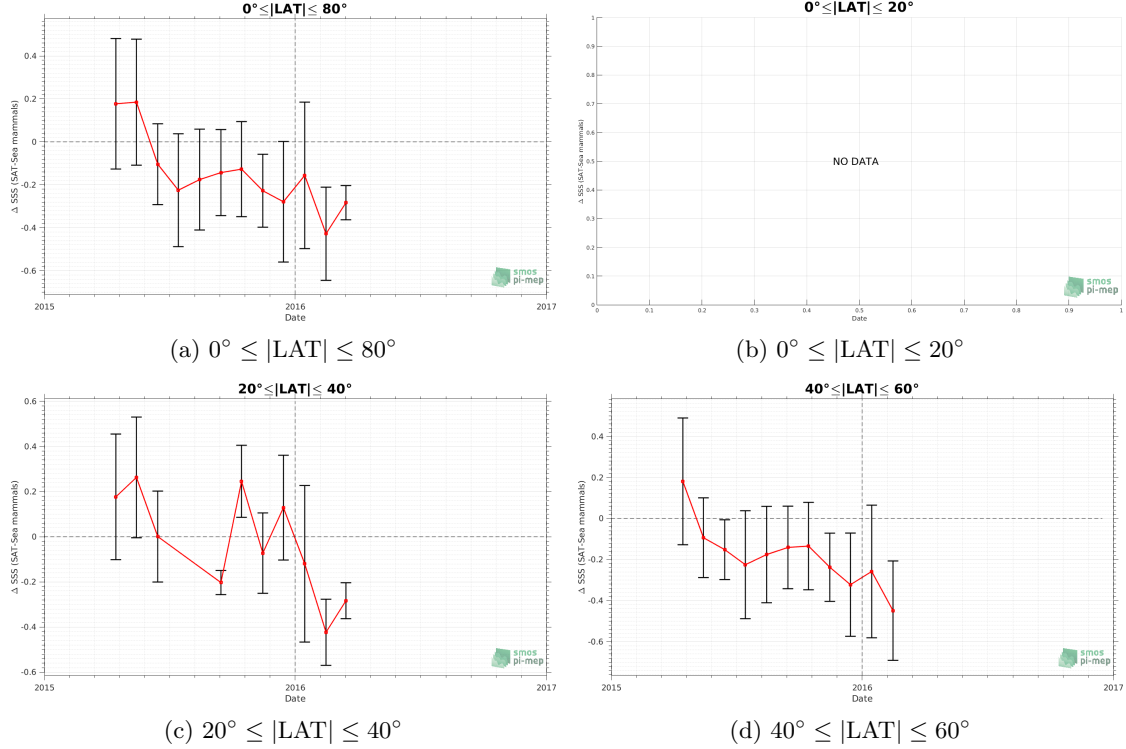 0°≤|LAT|≤ 80°
0.4
0.2
0
-0.2
-0.4
-0.6
Δ SSS (SAT-Sea mammals)
2015
2016
2017
Date
smos
pi-mep
(a) 0° ≤ |LAT| ≤ 80°
0°≤|LAT|≤ 20°
1
0.9
0.8
0.7
0.6
0.5
0.4
0.3
0.2
0.1
0
Δ SSS (SAT-Sea mammals)
NO DATA
0
0.1
0.2
0.3
0.4
0.5
0.6
0.7
0.8
0.9
1
Date
smos
pi-mep
(b) 0° ≤ |LAT| ≤ 20°
20°≤|LAT|≤ 40°
0.6
0.4
0.2
0
-0.2
-0.4
-0.6
Δ SSS (SAT-Sea mammals)
2015
2016
2017
Date
smos
pi-mep
(c) 20° ≤ |LAT| ≤ 40°
40°≤|LAT|≤ 60°
0.4
0.2
0
-0.2
-0.4
-0.6
Δ SSS (SAT-Sea mammals)
2015
2016
2017
Date
smos
pi-mep
(d) 40° ≤ |LAT| ≤ 60°